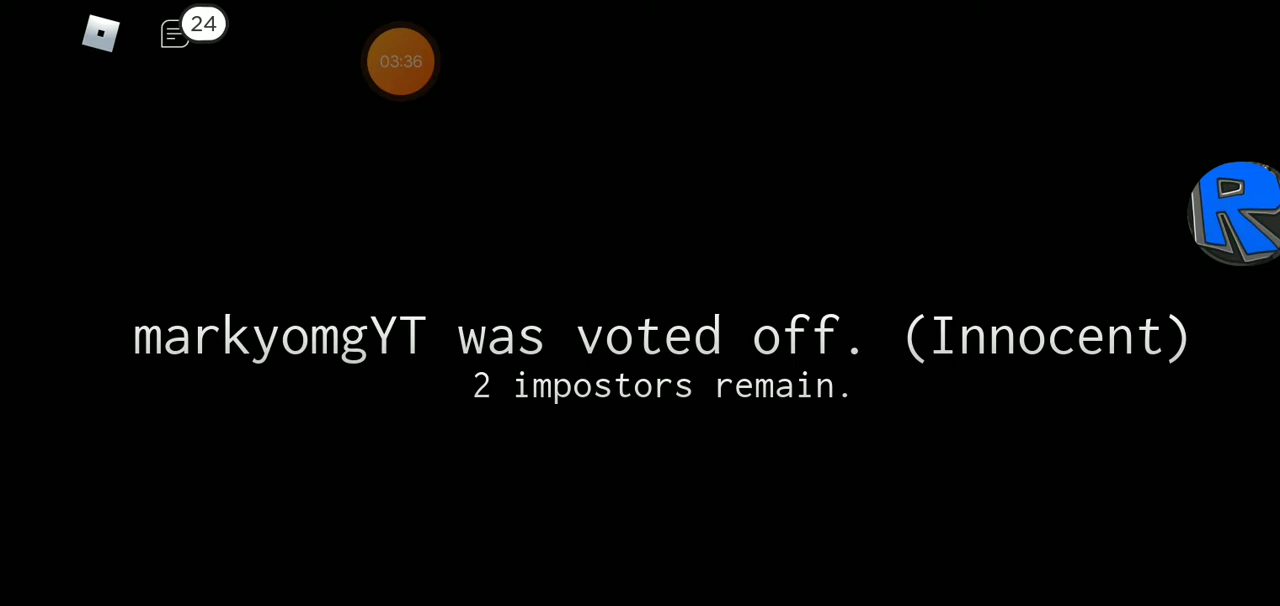 24
03:36
R
markyomgYT was voted off. (Innocent)
2 impostors remain.